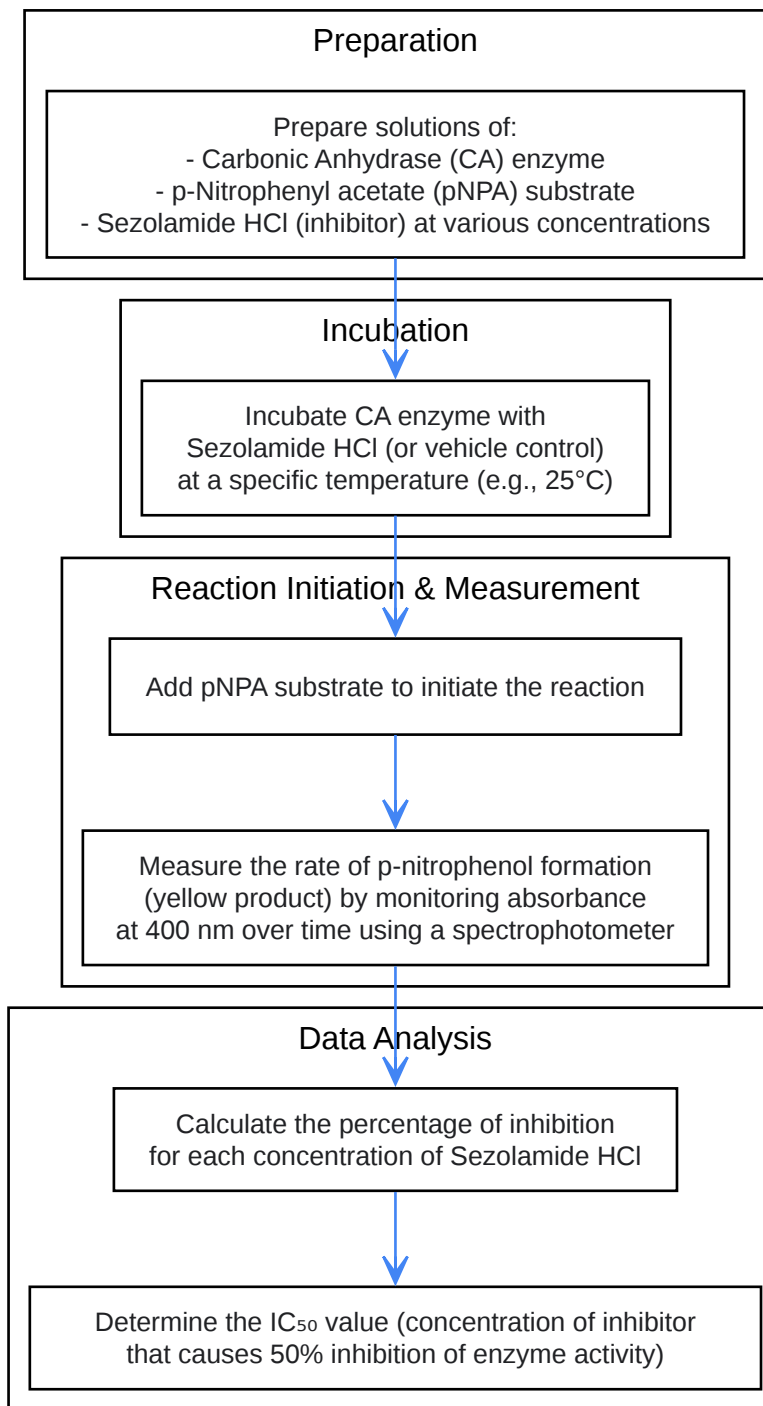 Preparation
Prepare solutions of:
- Carbonic Anhydrase (CA) enzyme
- p-Nitrophenyl acetate (pNPA) substrate
- Sezolamide HCl (inhibitor) at various concentrations
Incubation
Incubate CA enzyme with
Sezolamide HCl (or vehicle control)
at a specific temperature (e.g., 25°C)
Reaction Initiation & Measurement
Add pNPA substrate to initiate the reaction
Measure the rate of p-nitrophenol formation
(yellow product) by monitoring absorbance
at 400 nm over time using a spectrophotometer
Data Analysis
Calculate the percentage of inhibition
for each concentration of Sezolamide HCl
Determine the IC₅₀ value (concentration of inhibitor
that causes 50% inhibition of enzyme activity)